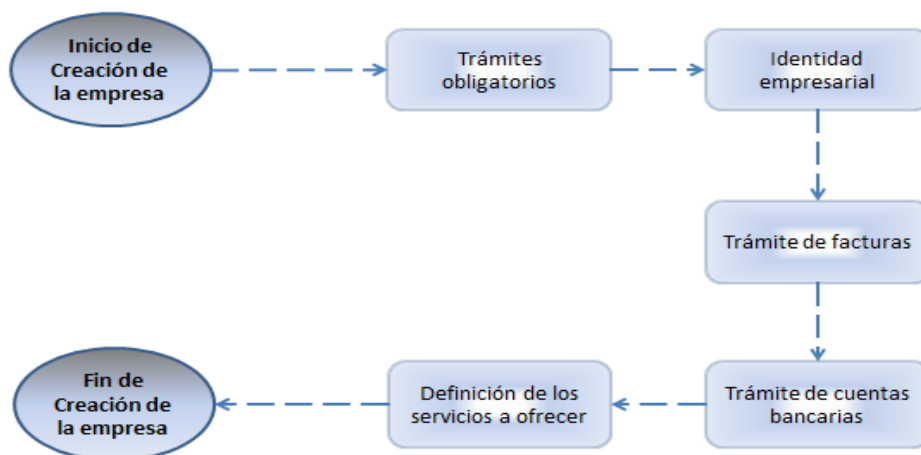 Inicio de
Creación de
la empresa
Trámites
obligatorios
Identidad
empresarial
Trámite de facturas
Trámite de cuentas
bancarias
Definición de los
servicios a ofrecer
Fin de
Creación de
la empresa